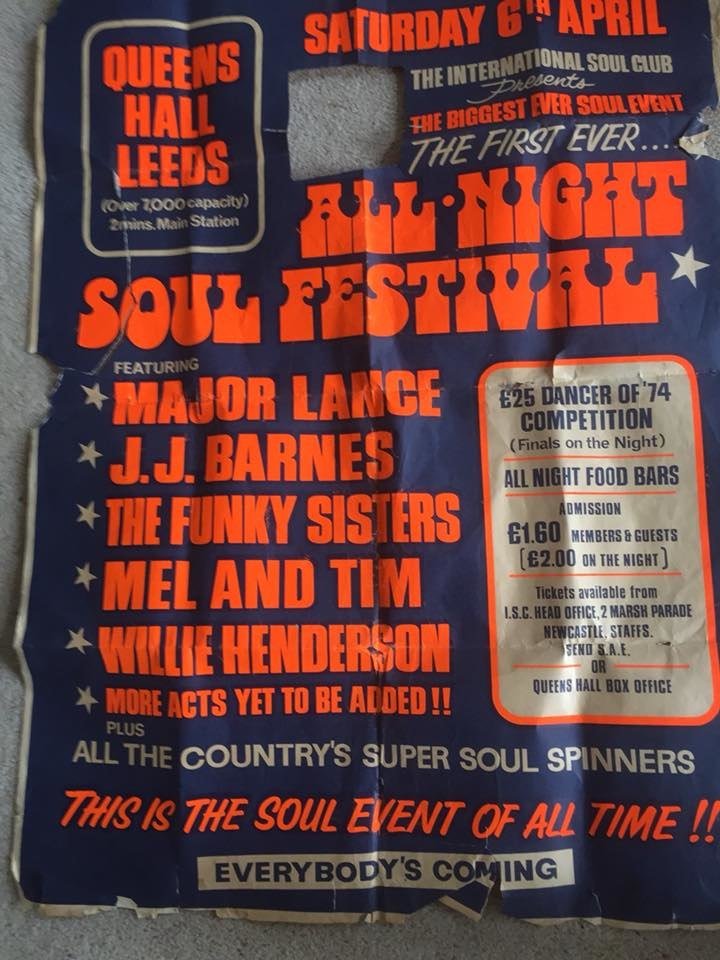 SATURDAY 6TH APRIL
QUEENS
HALL
LEEDS
(Over 7,000 capacity)
2mins. Main Station
THE INTERNATIONAL SOUL CLUB
Presents
THE BIGGEST EVER SOUL EVENT
THE FIRST EVER....
ALL-NIGHT
SOUL FESTIVAL
FEATURING
MAJOR LANCE
J.J. BARNES
THE FUNKY SISTERS
MEL AND TIM
WILLIE HENDERSON
MORE ACTS YET TO BE ADDED!!
£25 DANCER OF '74
COMPETITION
(Finals on the Night)
ALL NIGHT FOOD BARS
ADMISSION
£1.60 MEMBERS & GUESTS
[£2.00 ON THE NIGHT]
Tickets available from
I.S.C. HEAD OFFICE, 2 MARSH PARADE
NEWCASTLE, STAFFS.
SEND S.A.E.
OR
QUEENS HALL BOX OFFICE
PLUS
ALL THE COUNTRY'S SUPER SOUL SPINNERS
THIS IS THE SOUL EVENT OF ALL TIME !!
EVERYBODY'S COMING